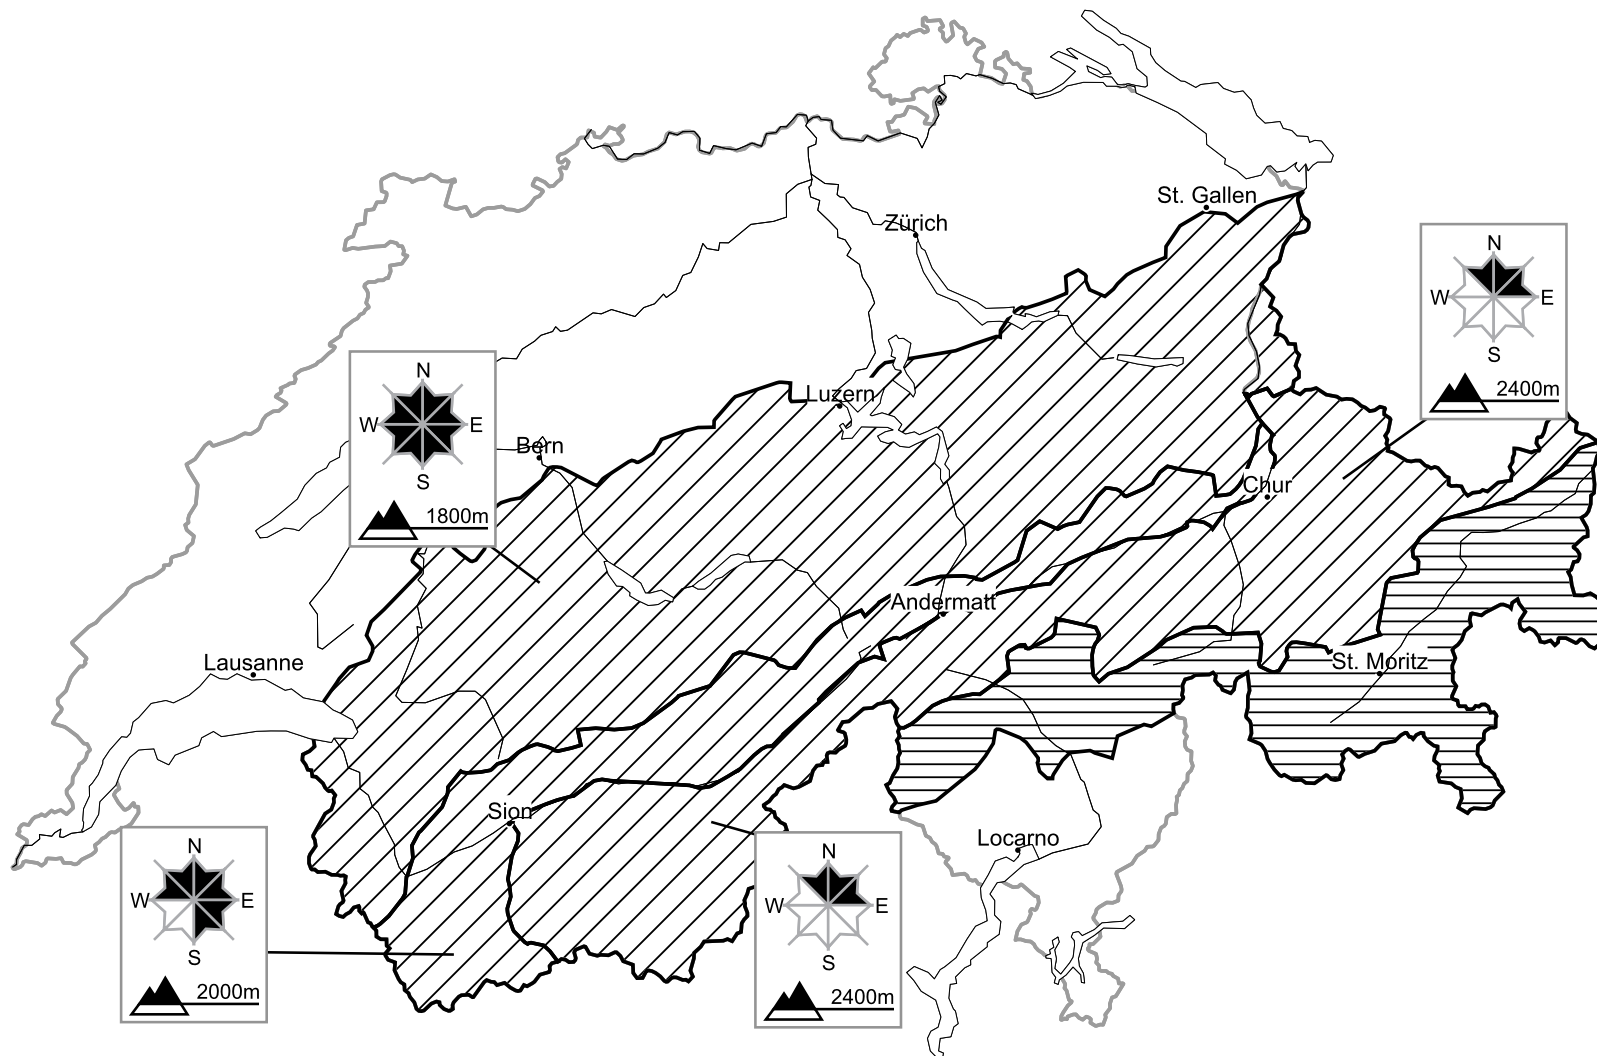 St. Gallen
Zürich
N
W E
S
2400m
Luzern
N
W E
S
1800m
Bern
Chur
Andermatt
Lausanne
St. Moritz
Sion
Locarno
N
W E
S
2000m
N
W E
S
2400m